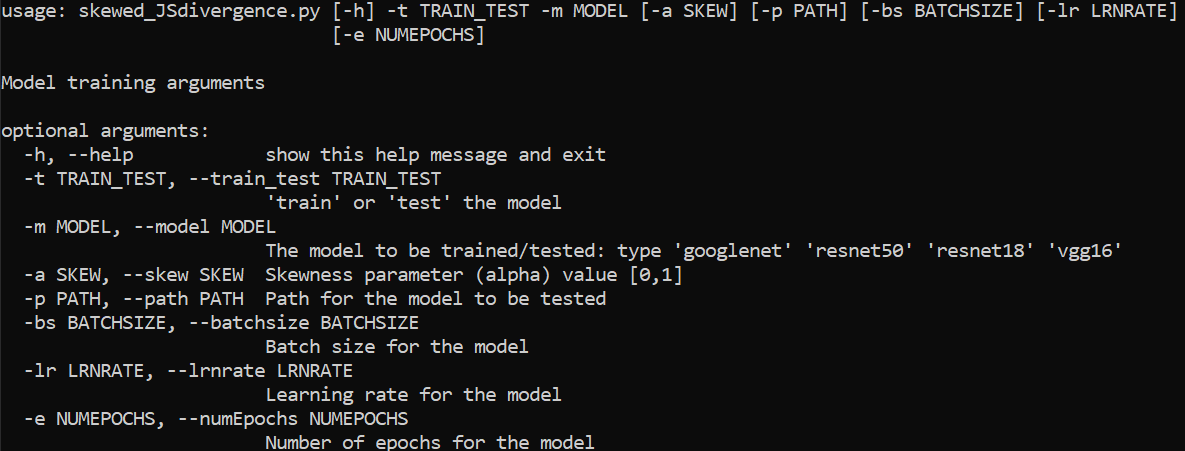 usage: skewed_JSdivergence.py [-h] -t TRAIN_TEST -m MODEL [-a SKEW] [-p PATH] [-bs BATCHSIZE] [-lr LRNRATE]
[-e NUMEPOCHS]
Model training arguments
optional arguments:
-h, --help show this help message and exit
-t TRAIN_TEST, --train_test TRAIN_TEST
'train' or 'test' the model
-m MODEL, --model MODEL
The model to be trained/tested: type 'googlenet' 'resnet50' 'resnet18' 'vgg16'
-a SKEW, --skew SKEW Skewness parameter (alpha) value [0,1]
-p PATH, --path PATH Path for the model to be tested
-bs BATCHSIZE, --batchsize BATCHSIZE
Batch size for the model
-lr LRNRATE, --lrnrate LRNRATE
Learning rate for the model
-e NUMEPOCHS, --numEpochs NUMEPOCHS
Number of epochs for the model